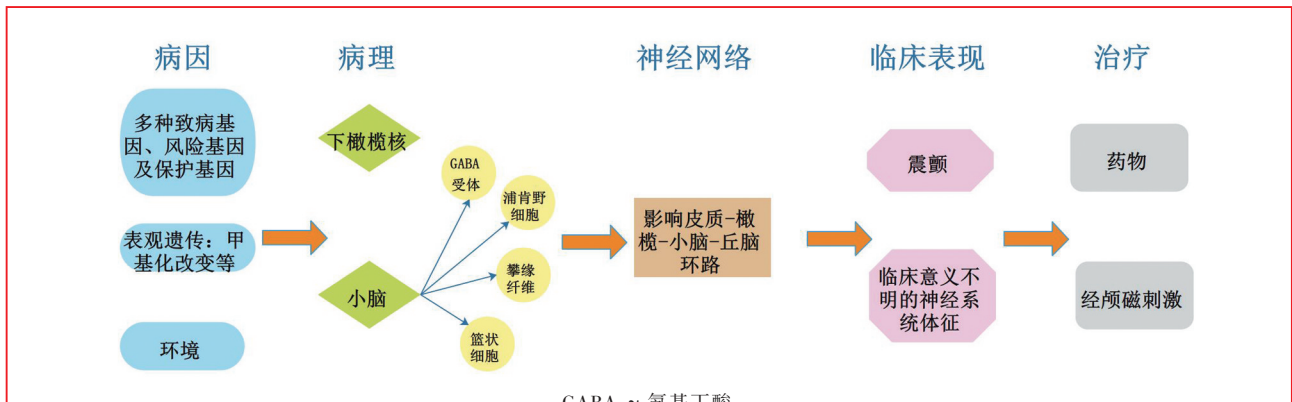 病因
病理
神经网络
临床表现
治疗
多种致病基
因、风险基因
及保护基因
表观遗传：甲
基化改变等
环境
下橄榄核
小脑
GABA
受体
浦肯野
细胞
攀缘
纤维
篮状
细胞
影响皮质-橄
榄-小脑-丘脑
环路
震颤
临床意义不
明的神经系
统体征
药物
经颅磁刺激
GABA